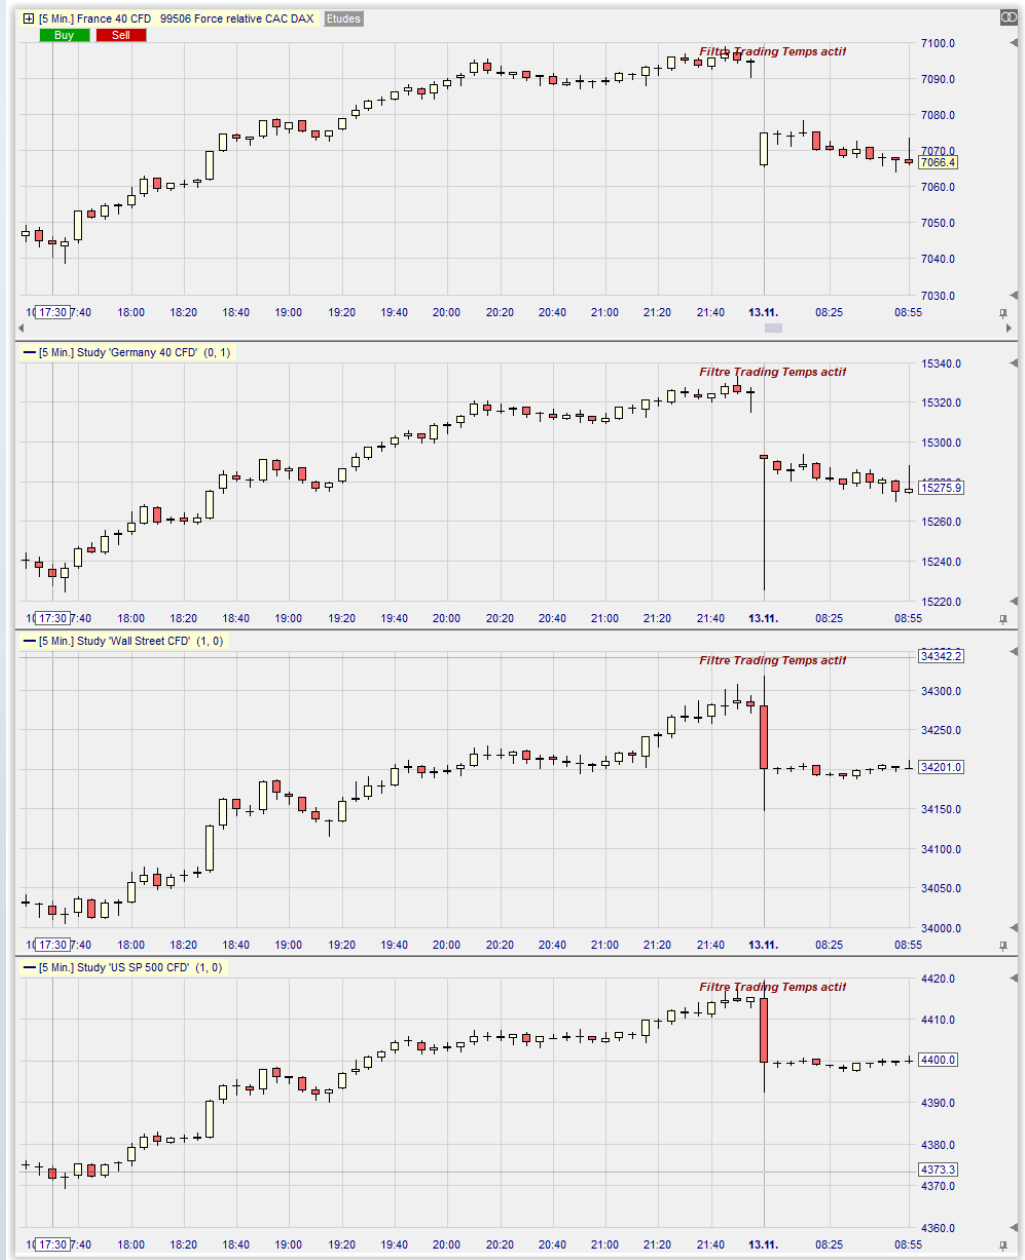 [5 Min.] France 40 CFD 99506 Force relative CAC DAX Etudes
Buy Sell
Filtre Trading Temps actif
7100.0
7090.0
7080.0
7070.0
7066.4
7060.0
7050.0
7040.0
7030.0
17:30 7:40 18:00 18:20 18:40 19:00 19:20 19:40 20:00 20:20 20:40 21:00 21:20 21:40 13.11. 08:25 08:55
[5 Min.] Study 'Germany 40 CFD' (0, 1)
Filtre Trading Temps actif
15340.0
15320.0
15300.0
15275.9
15260.0
15240.0
15220.0
17:30 7:40 18:00 18:20 18:40 19:00 19:20 19:40 20:00 20:20 20:40 21:00 21:20 21:40 13.11. 08:25 08:55
[5 Min.] Study 'Wall Street CFD' (1, 0)
Filtre Trading Temps actif
34342.2
34300.0
34250.0
34201.0
34150.0
34100.0
34050.0
34000.0
17:30 7:40 18:00 18:20 18:40 19:00 19:20 19:40 20:00 20:20 20:40 21:00 21:20 21:40 13.11. 08:25 08:55
[5 Min.] Study 'US SP 500 CFD' (1, 0)
Filtre Trading Temps actif
4420.0
4410.0
4400.0
4390.0
4380.0
4373.3
4370.0
4360.0
17:30 7:40 18:00 18:20 18:40 19:00 19:20 19:40 20:00 20:20 20:40 21:00 21:20 21:40 13.11. 08:25 08:55